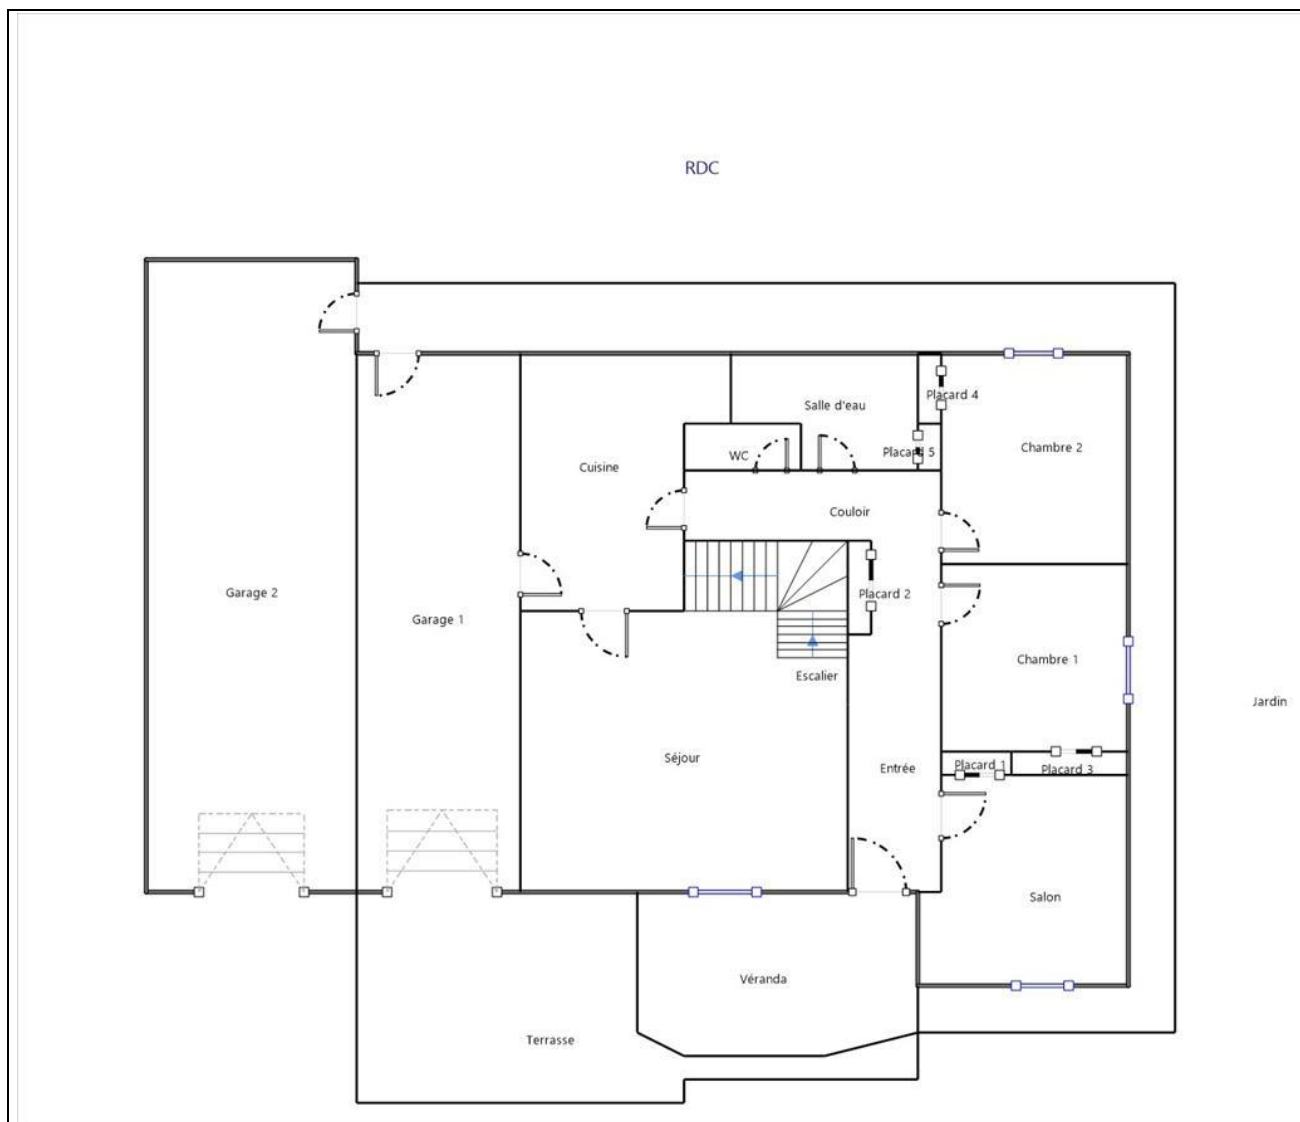 RDC
Placard 4
Salle d'eau
Chambre 2
WC
Placard 5
Cuisine
Couloir
Garage 2
Placard 2
Garage 1
Chambre 1
Escalier
Jardin
Séjour
Placard 1
Entrée
Placard 3
Salon
Véranda
Terrasse